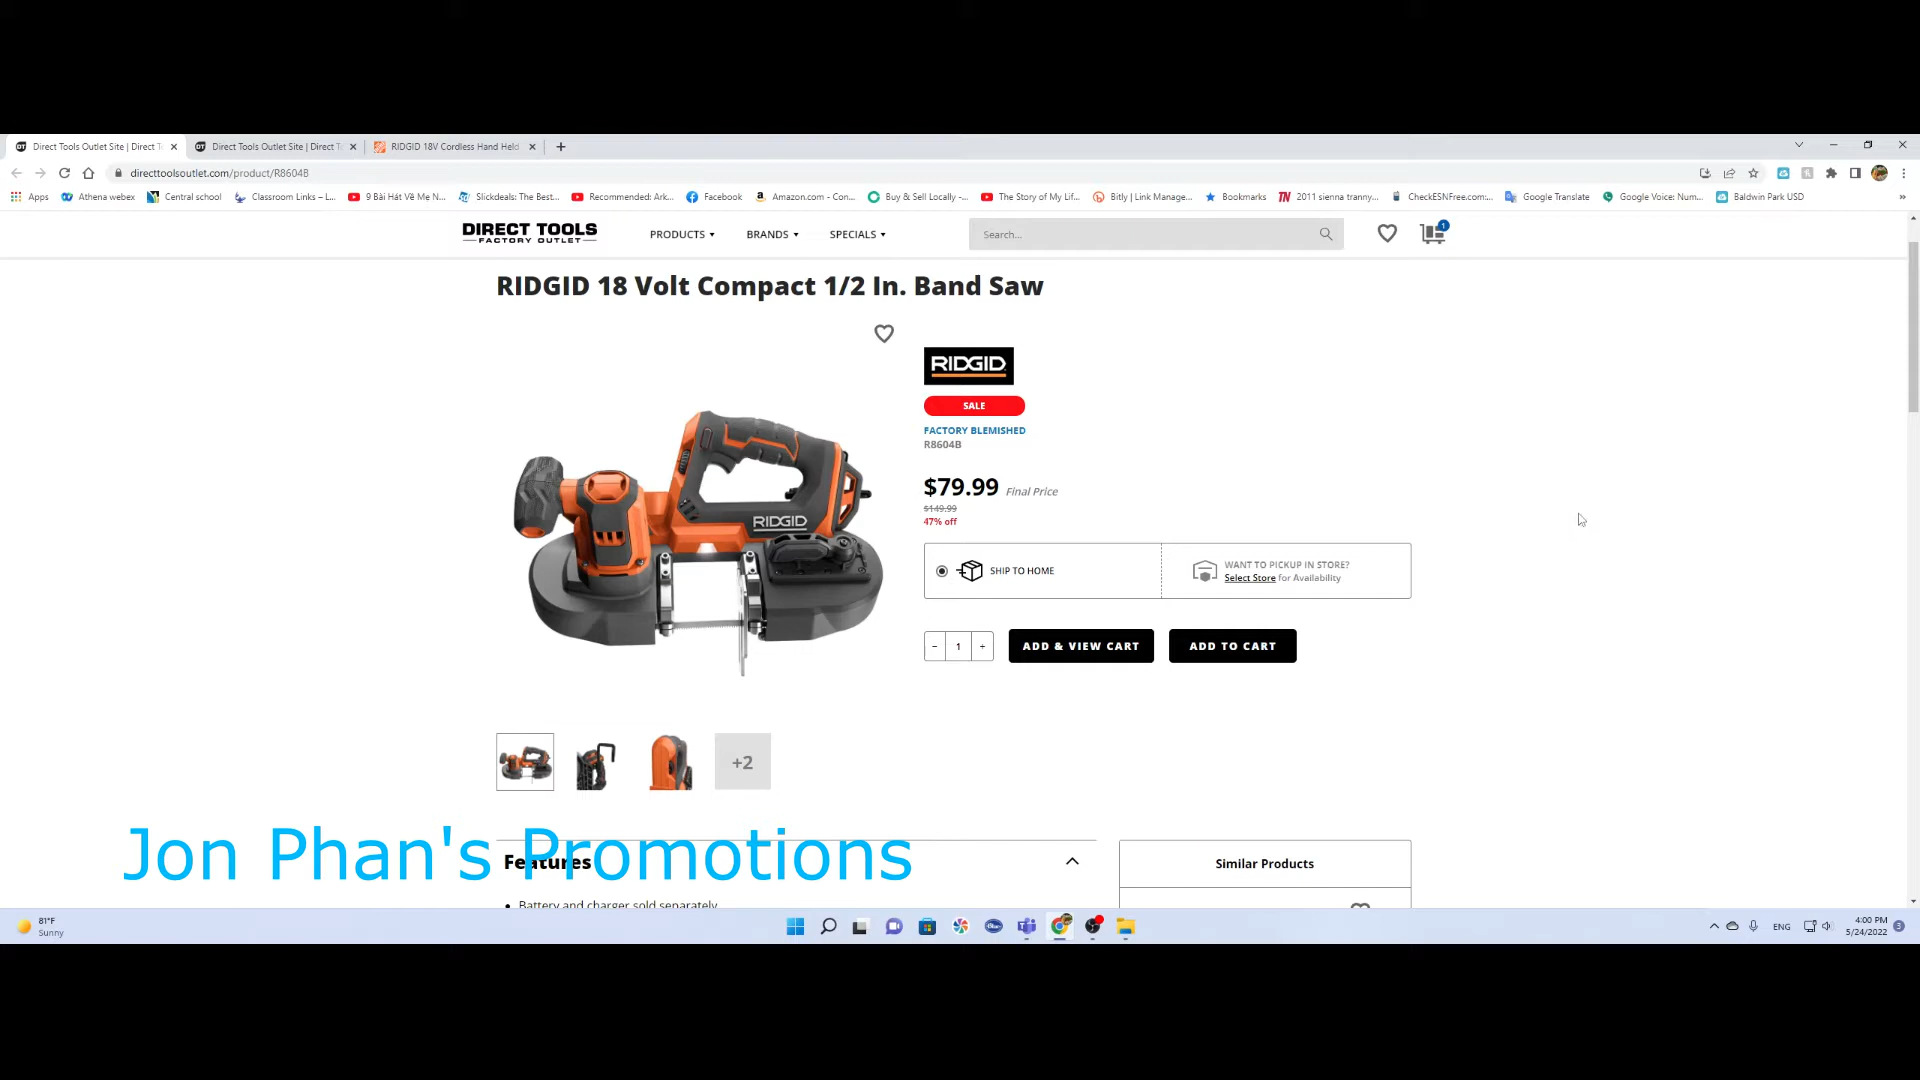 Direct Tools Outlet Site | Direct T
Direct Tools Outlet Site | Direct T
RIDGID 18V Cordless Hand Held
directtoolsoutlet.com/product/R8604B
Apps
Athena webex
Central school
Classroom Links – L...
9 Bài Hát Về Mẹ N...
Slickdeals: The Best...
Recommended: Ark...
Facebook
Amazon.com - Con...
Buy & Sell Locally -...
The Story of My Lif...
Bitly | Link Manage...
Bookmarks
2011 sienna tranny...
CheckESNFree.com:...
Google Translate
Google Voice: Num...
Baldwin Park USD
DIRECT TOOLS
FACTORY OUTLET
PRODUCTS
BRANDS
SPECIALS
Search...
1
RIDGID 18 Volt Compact 1/2 In. Band Saw
RIDGID
RIDGID
SALE
FACTORY BLEMISHED
R8604B
$79.99 Final Price
$149.99
47% off
SHIP TO HOME
WANT TO PICKUP IN STORE?
Select Store for Availability
- 1 +
ADD & VIEW CART
ADD TO CART
+2
Jon Phan's Promotions
Features
Similar Products
• Battery and charger sold separately
81°F
Sunny
ENG
4:00 PM
5/24/2022
3